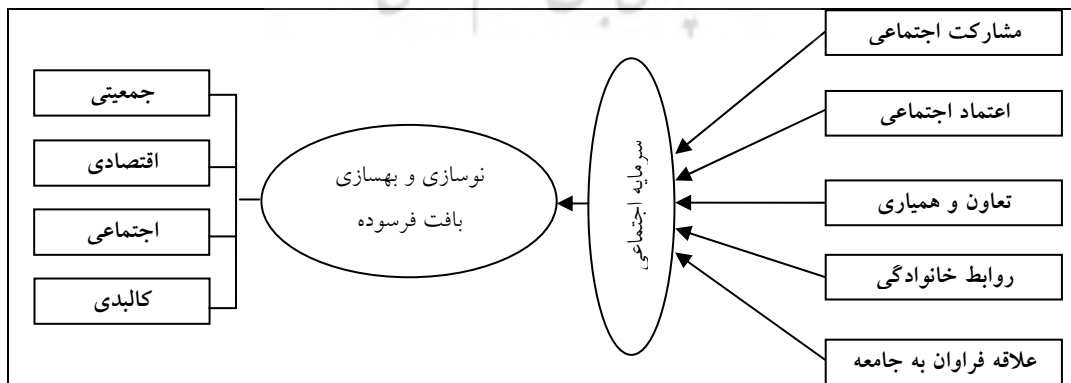 مشارکت اجتماعی
اعتماد اجتماعی
تعاون و همیاری
روابط خانوادگی
علاقه فراوان به جامعه
سرمایه اجتماعی
نوسازی و بهسازی
بافت فرسوده
جمعیتی
اقتصادی
اجتماعی
کالبدی